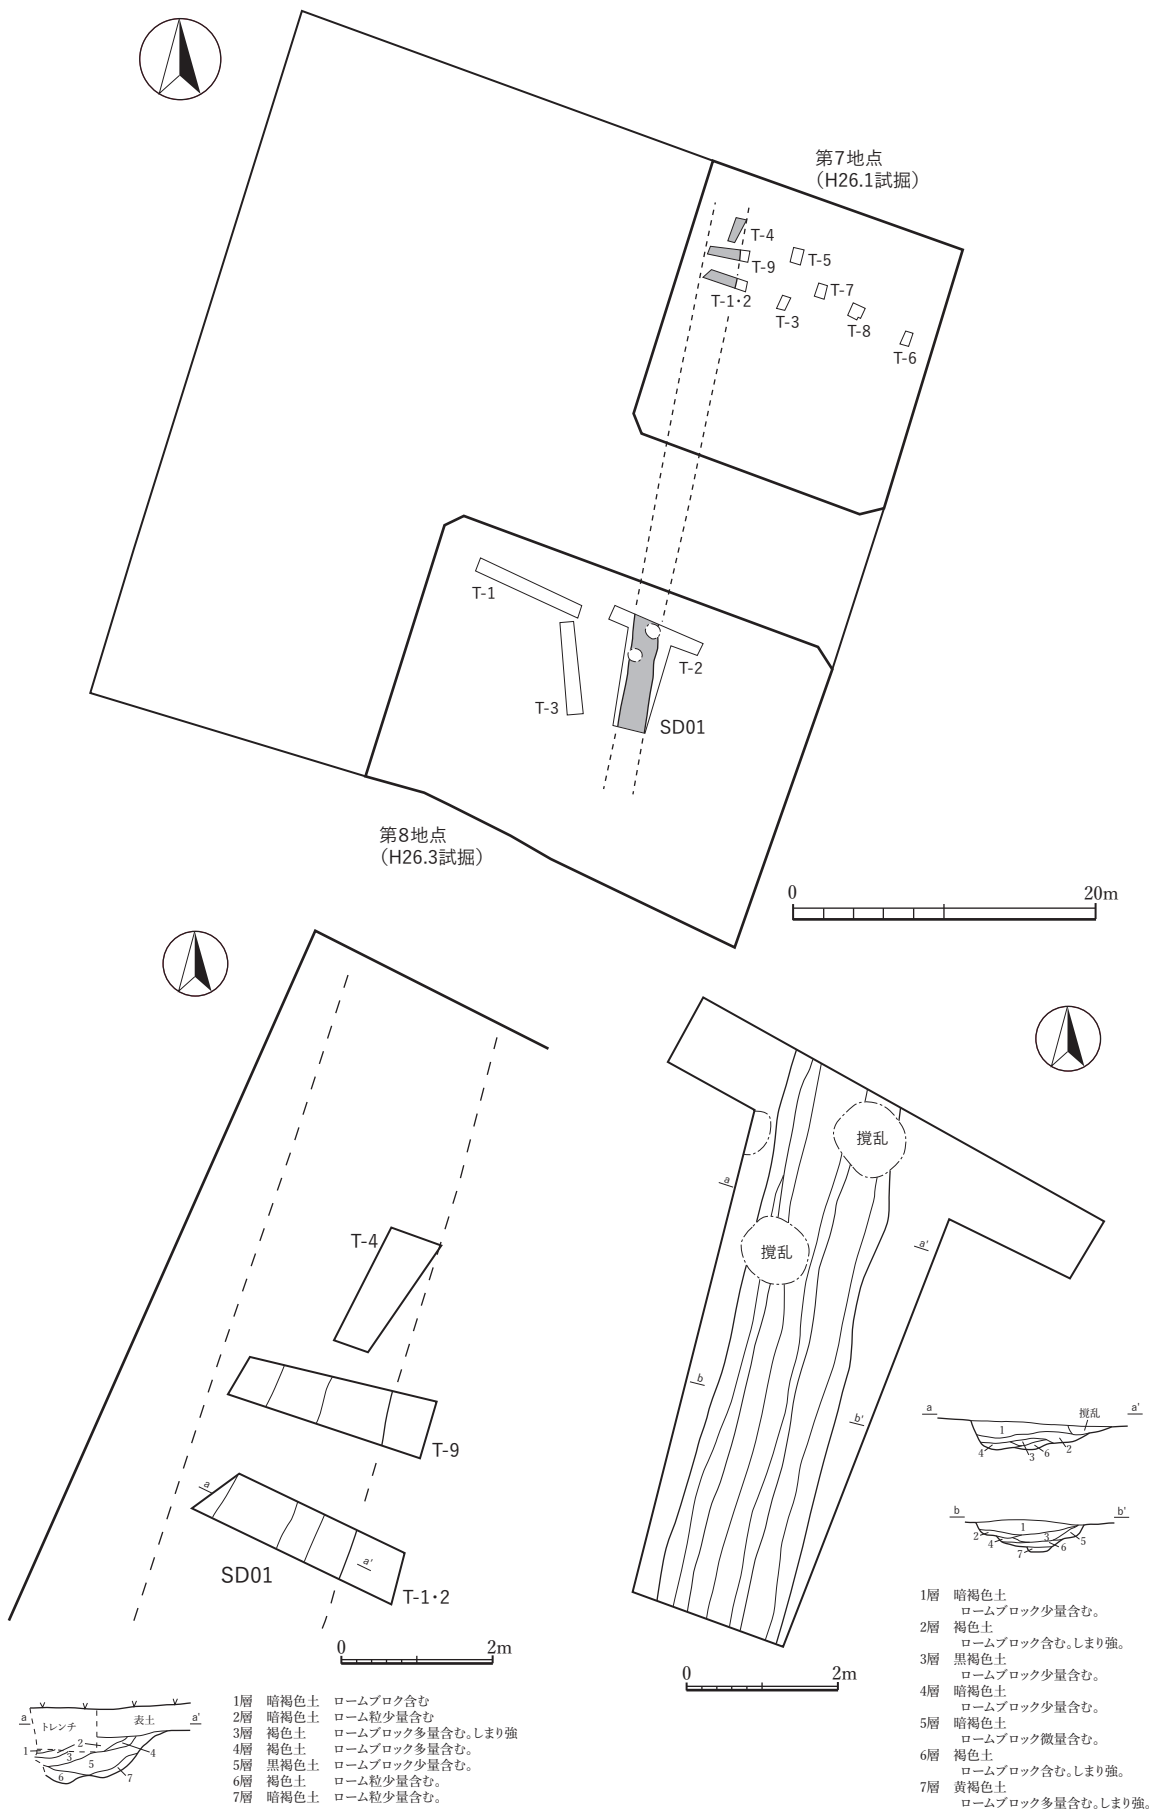 第7地点
（H26.1試掘）
T-4
T-9
T-5
T-1・2
T-7
T-3
T-8
T-6
T-1
T-2
T-3
SD01
第8地点
（H26.3試掘）
0 20m
T-4
T-9
a
a'
SD01
T-1・2
0 2m
撹乱
撹乱
a
a'
b
b'
0 2m
a 撹乱 a'
1
4 3 6 2
b b'
1
2 4 3 5
7 6
1層 暗褐色土
ロームブロック少量含む。
2層 褐色土
ロームブロック含む。しまり強。
3層 黒褐色土
ロームブロック少量含む。
4層 暗褐色土
ロームブロック少量含む。
5層 暗褐色土
ロームブロック微量含む。
6層 褐色土
ロームブロック含む。しまり強。
7層 黄褐色土
ロームブロック多量含む。しまり強。
a トレンチ 表土 a'
1 2 3 4
5
6 7
1層 暗褐色土 ロームブロク含む
2層 暗褐色土 ローム粒少量含む
3層 褐色土 ロームブロック多量含む。しまり強
4層 褐色土 ロームブロック多量含む。
5層 黒褐色土 ロームブロック少量含む。
6層 褐色土 ローム粒少量含む。
7層 暗褐色土 ローム粒少量含む。